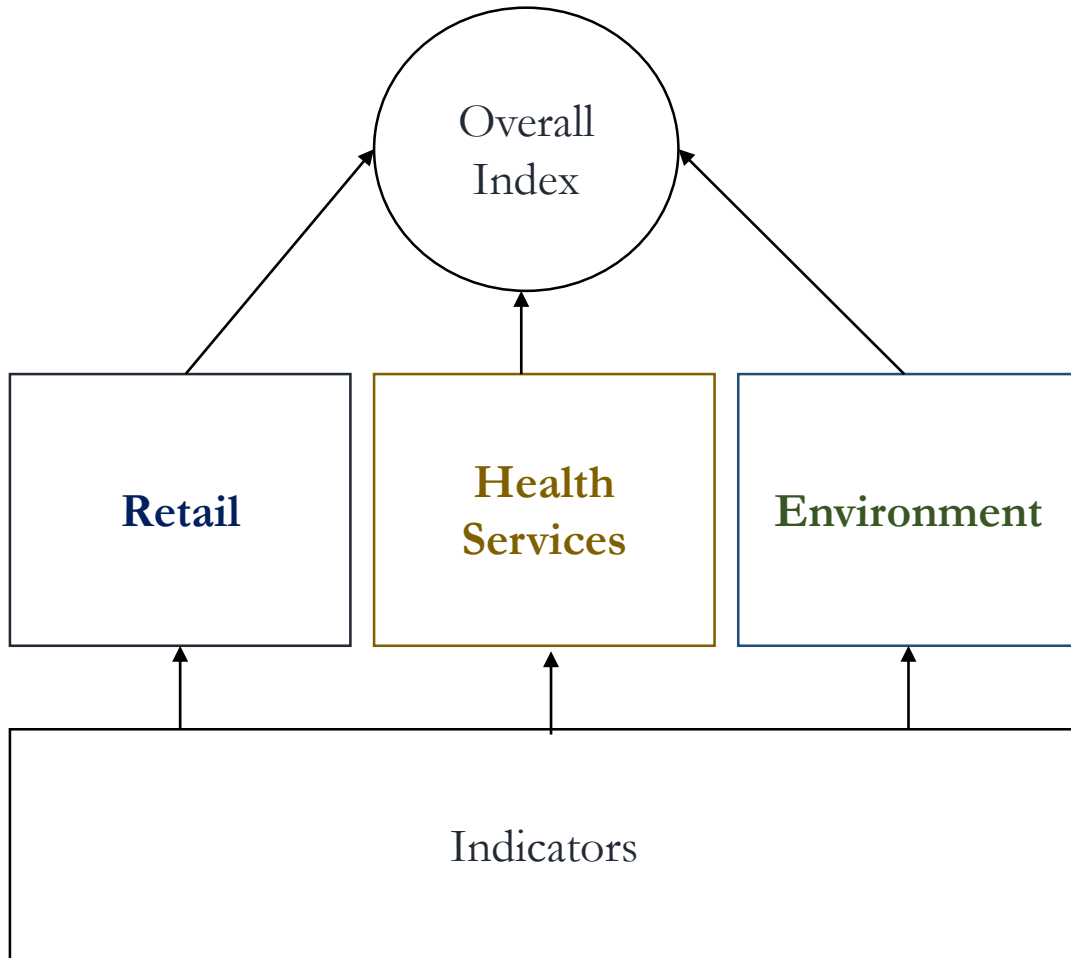 Overall
Index
Retail
Health
Services
Environment
Indicators